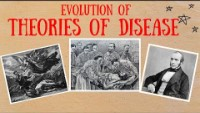 EVOLUTION OF
THEORIES OF DISEASE